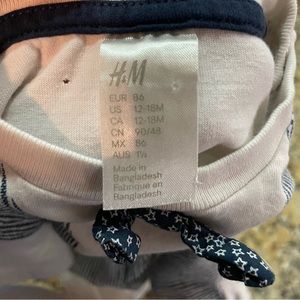 H&M
EUR 86
US 12-18M
CA 12-18M
CN 90/48
MX 86
AUS 1½
Made in
Bangladesh
Fabriqué en
Bangladesh